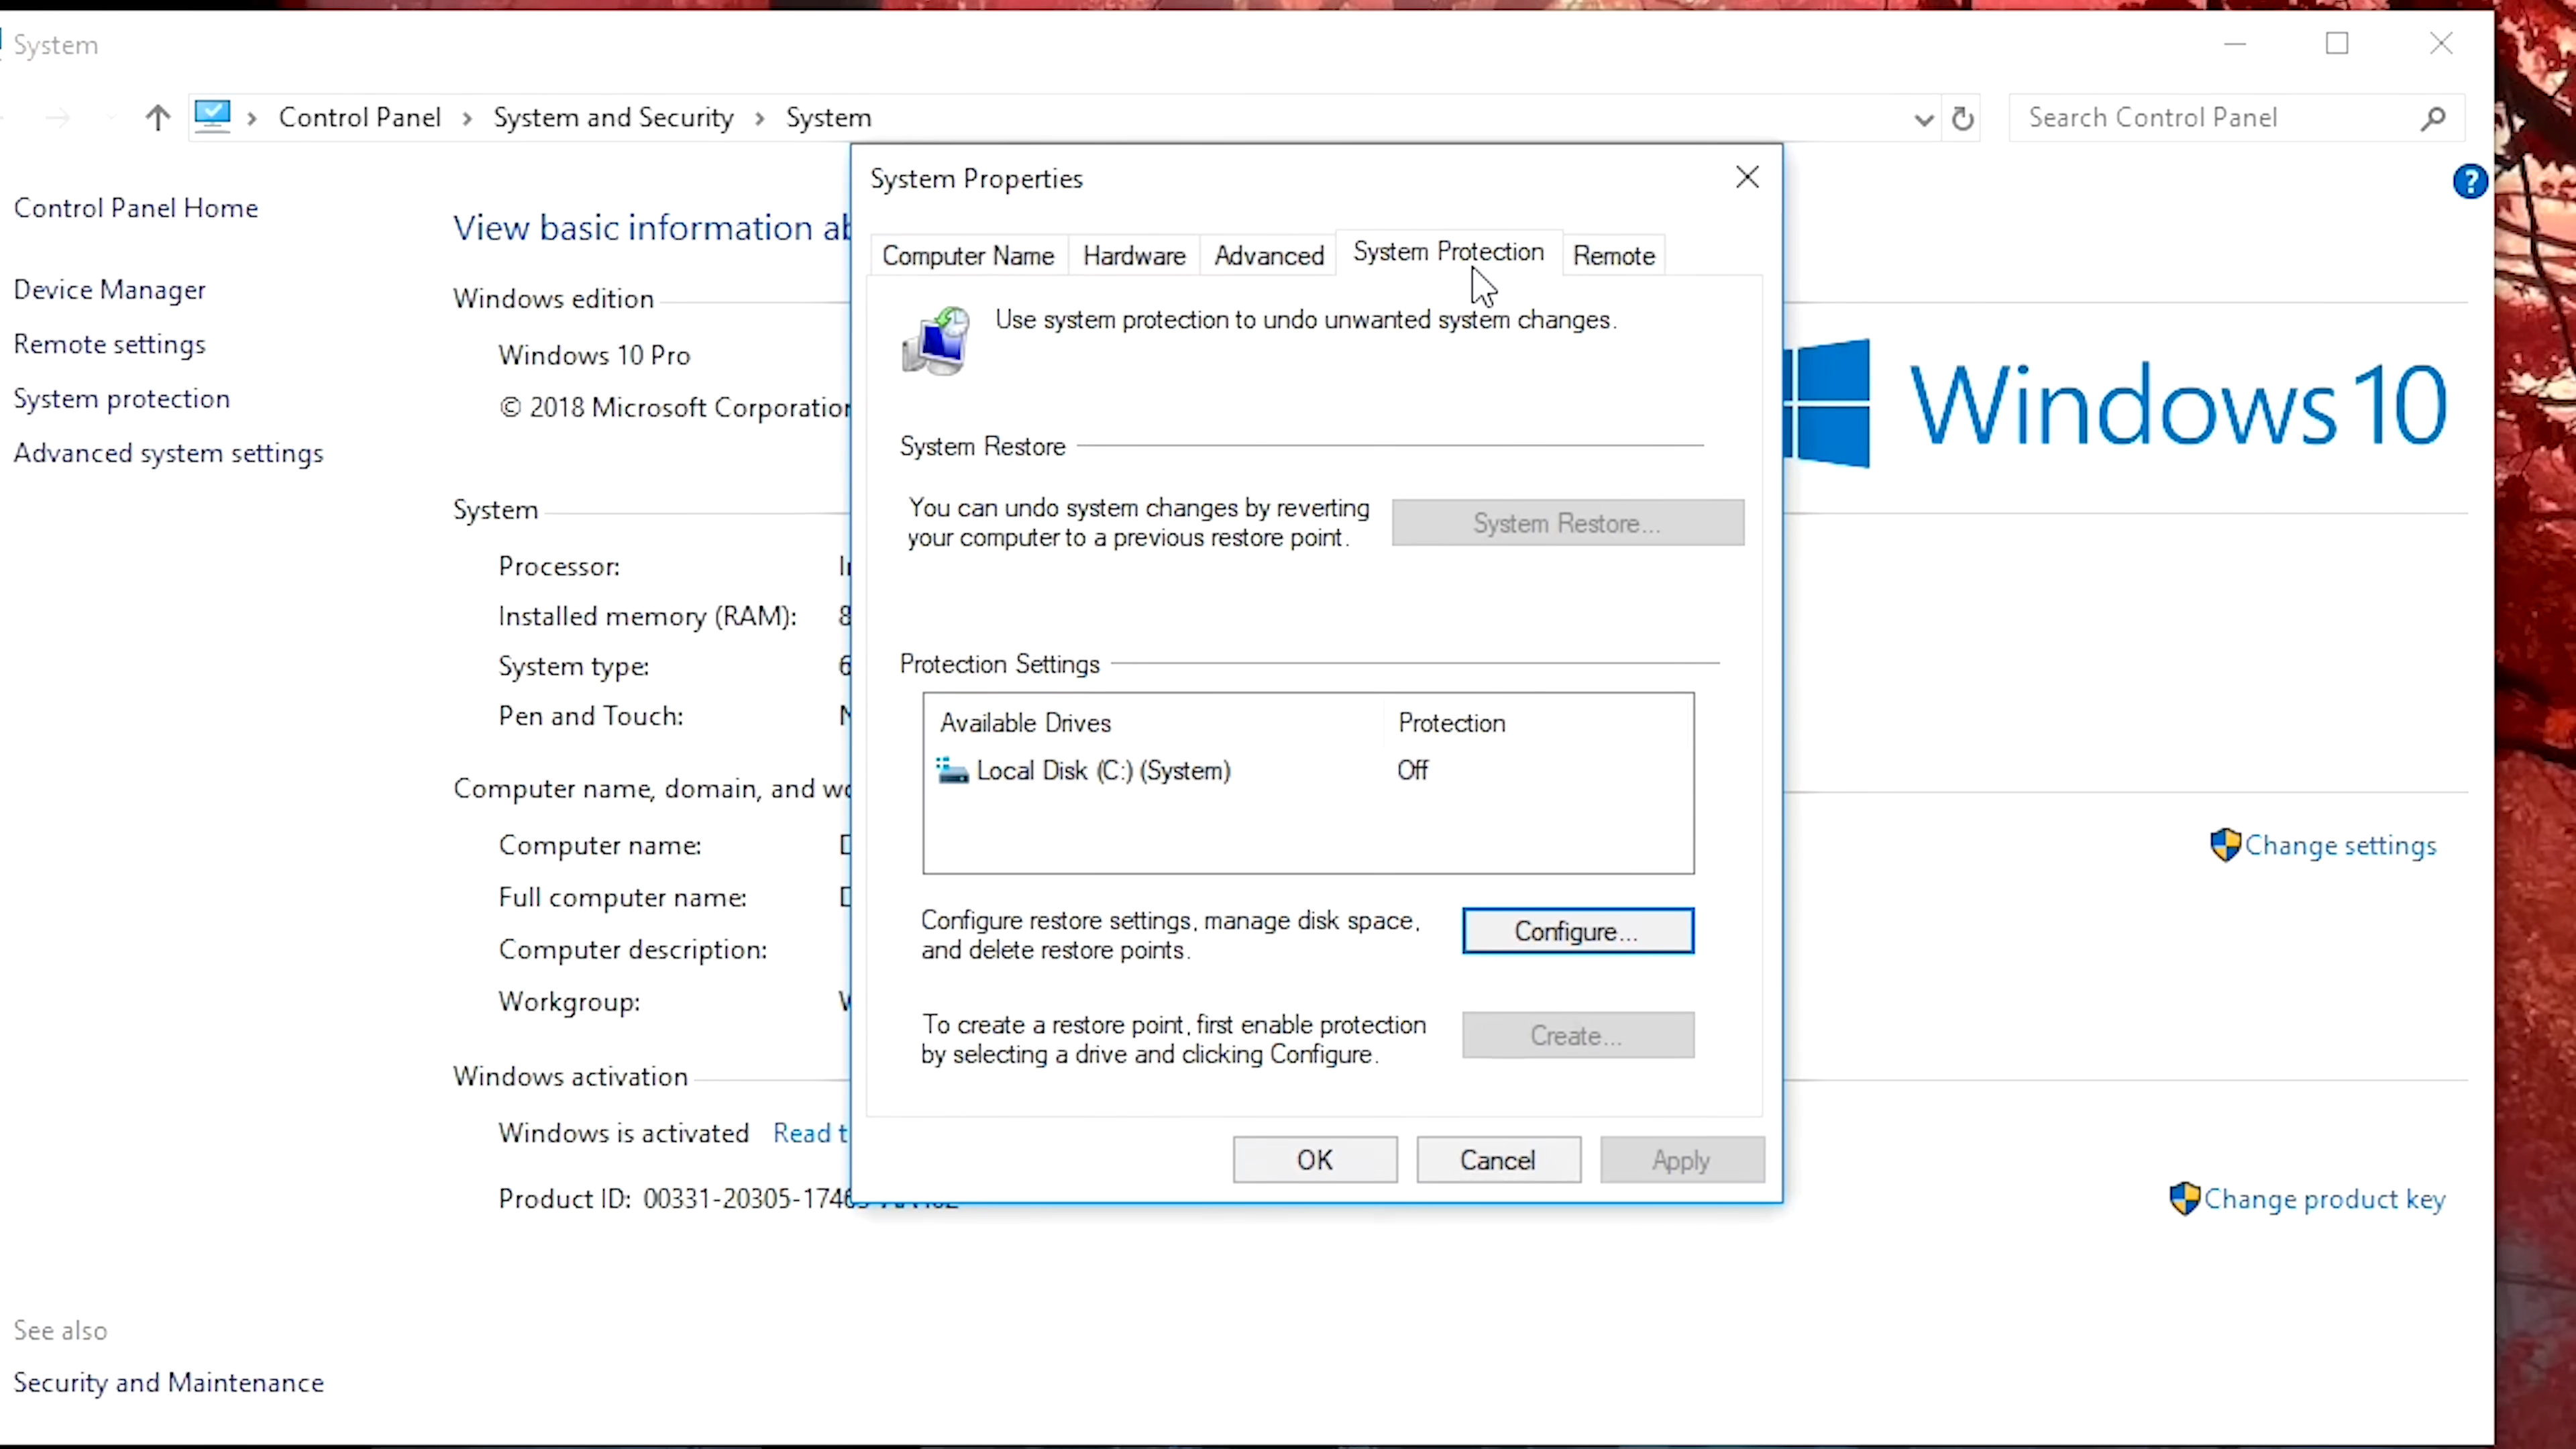 System
Control Panel
System and Security
System
Search Control Panel
?
Control Panel Home
Device Manager
Remote settings
System protection
Advanced system settings
See also
Security and Maintenance
View basic information
Windows edition
Windows 10 Pro
© 2018 Microsoft
System
Processor:
Installed memory (RAM):
System type:
Pen and Touch:
Computer name, domain, and
Computer name:
Full computer name:
Computer description:
Workgroup:
Windows activation
Windows is activated Read
Product ID:
Windows 10
Change settings
Change product key
System Properties
Computer Name
Hardware
Advanced
System Protection
Remote
Use system protection to undo unwanted system changes.
System Restore
You can undo system changes by reverting
your computer to a previous restore point.
System Restore...
Protection Settings
Available Drives Protection
Local Disk (C:) (System) Off
Configure restore settings, manage disk space,
and delete restore points.
Configure...
To create a restore point, first enable protection
by selecting a drive and clicking Configure.
Create...
OK
Cancel
Apply